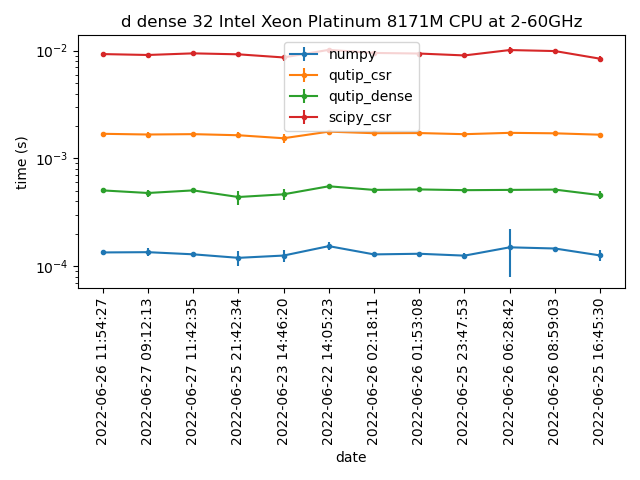 d dense 32 Intel Xeon Platinum 8171M CPU at 2-60GHz
numpy
qutip_csr
qutip_dense
scipy_csr
time (s)
10⁻²
10⁻³
10⁻⁴
2022-06-26 11:54:27
2022-06-27 09:12:13
2022-06-27 11:42:35
2022-06-25 21:42:34
2022-06-23 14:46:20
2022-06-22 14:05:23
2022-06-26 02:18:11
2022-06-26 01:53:08
2022-06-25 23:47:53
2022-06-26 06:28:42
2022-06-26 08:59:03
2022-06-25 16:45:30
date